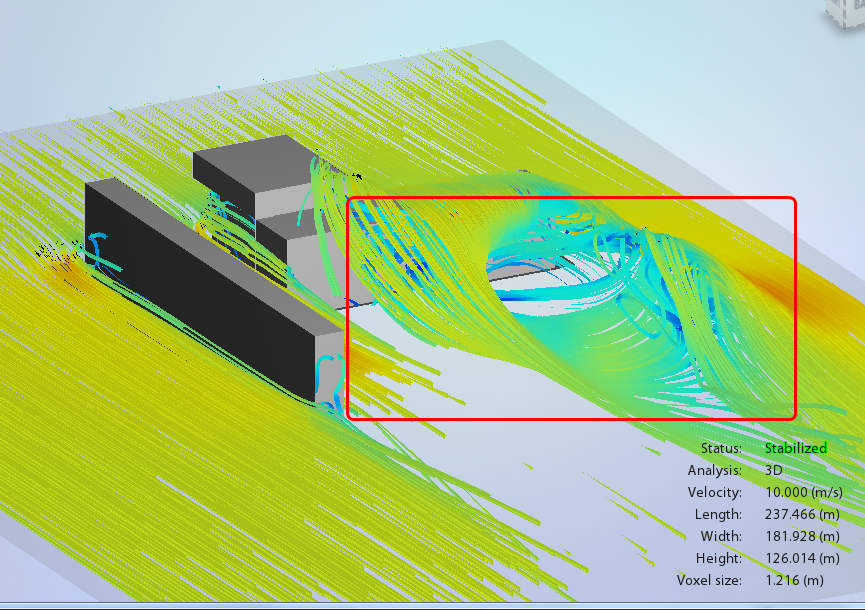 Status: Stabilized
Analysis: 3D
Velocity: 10.000 (m/s)
Length: 237.466 (m)
Width: 181.928 (m)
Height: 126.014 (m)
Voxel size: 1.216 (m)